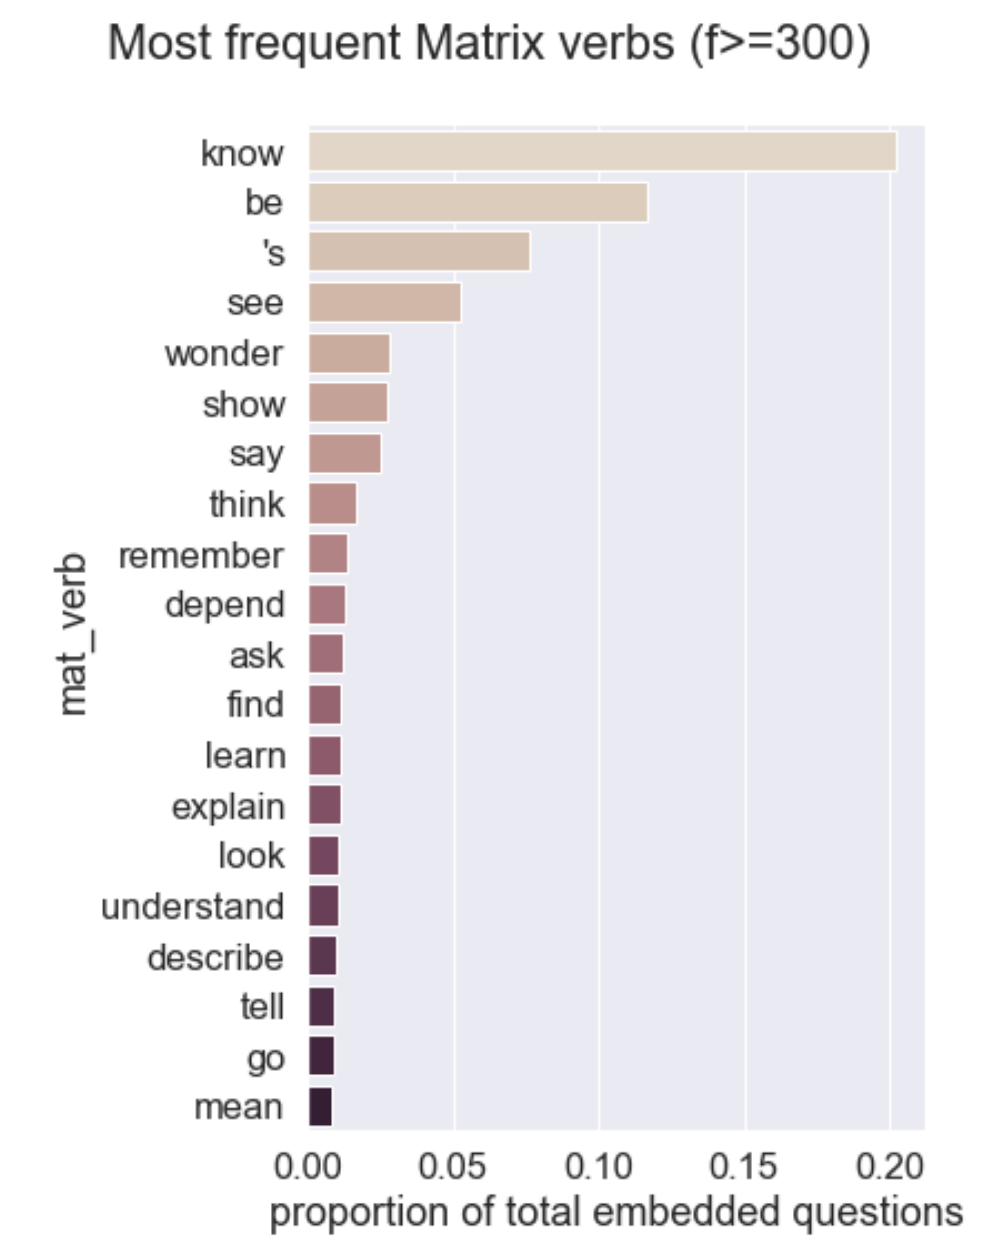 Most frequent Matrix verbs (f>=300)
know
be
's
see
wonder
show
say
think
remember
depend
ask
find
learn
explain
look
understand
describe
tell
go
mean
mat_verb
0.00 0.05 0.10 0.15 0.20
proportion of total embedded questions